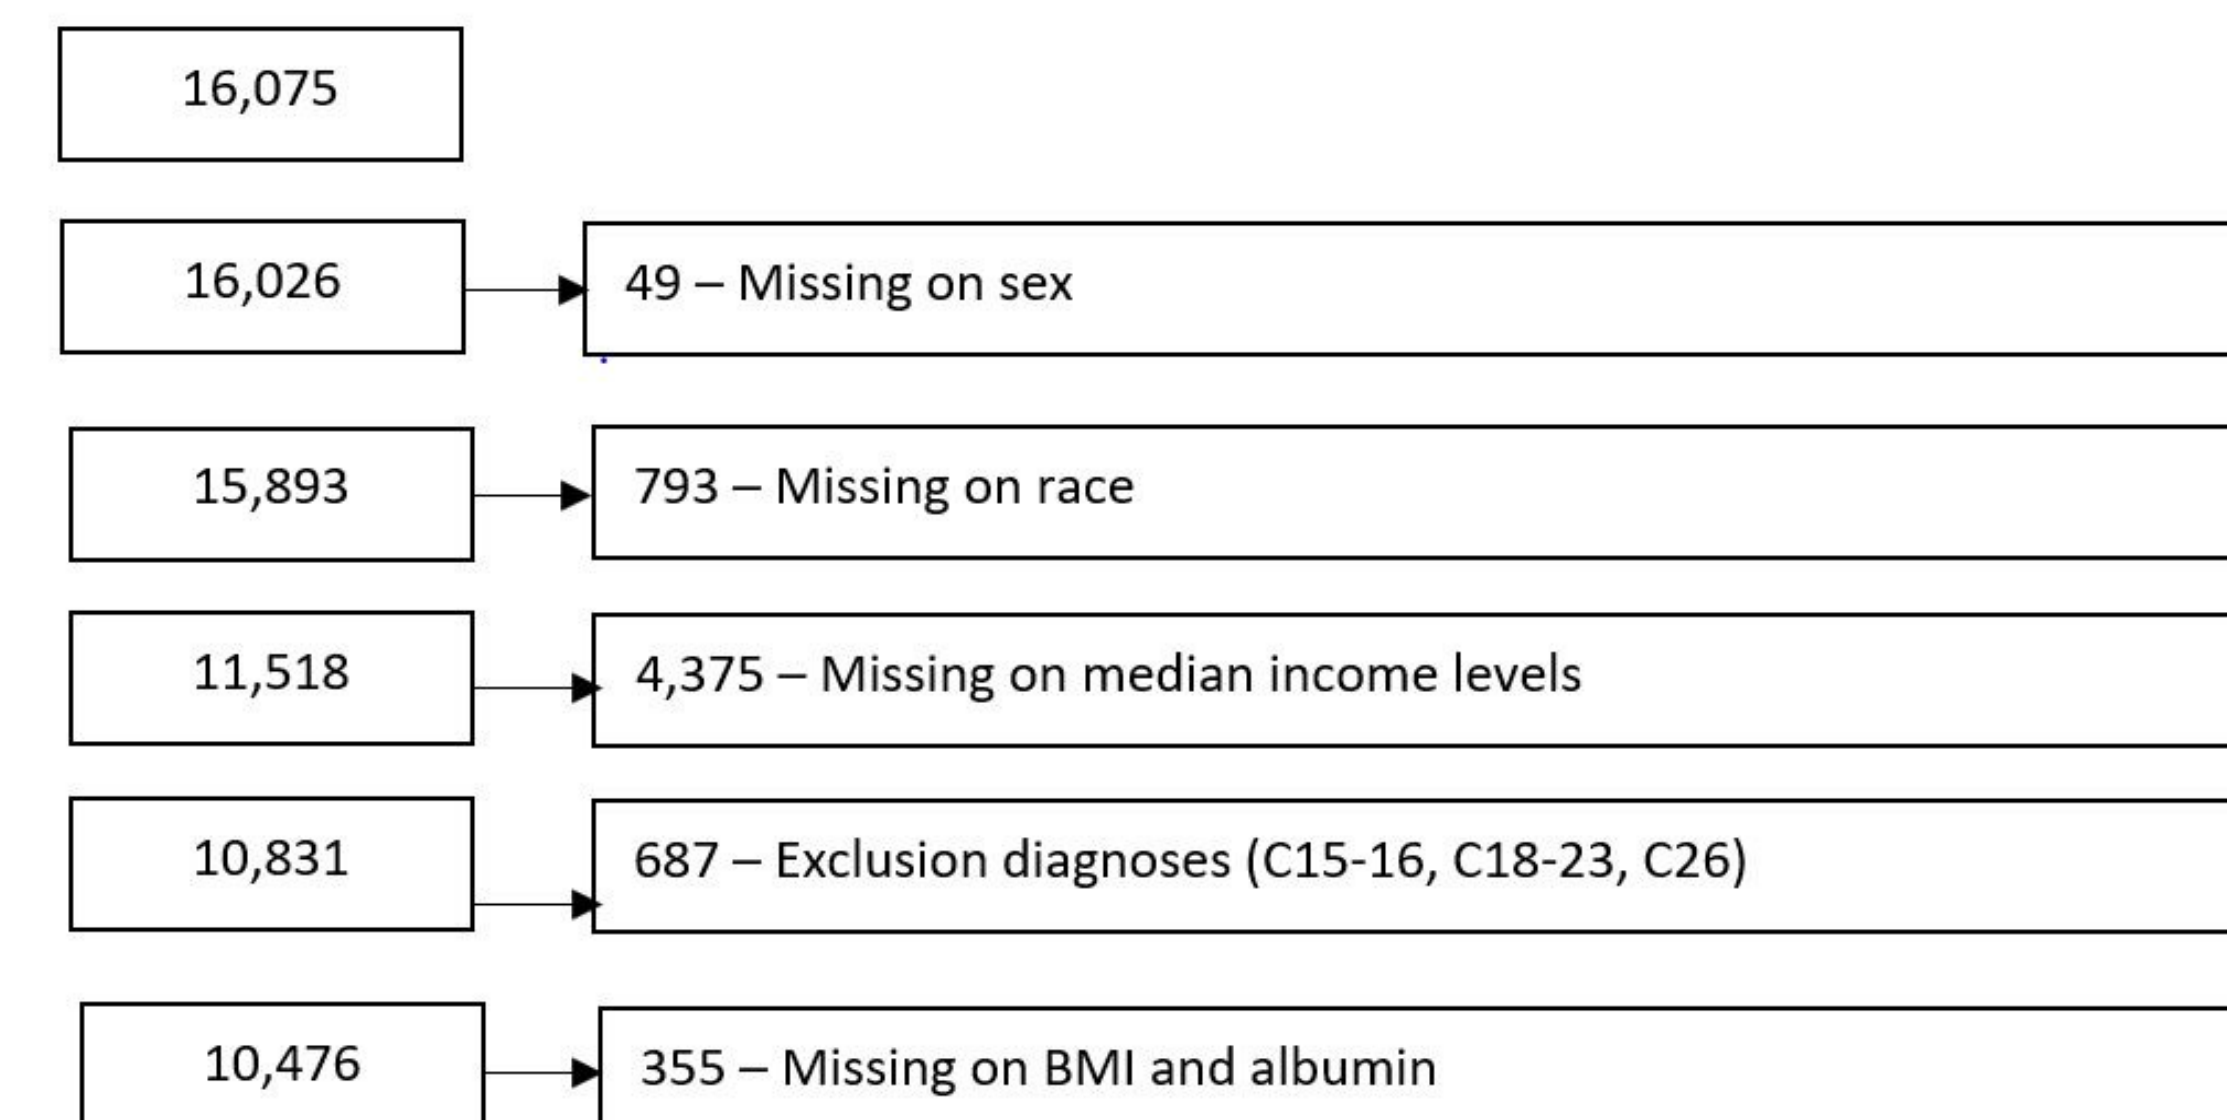 16,075
16,026
49 – Missing on sex
15,893
793 – Missing on race
11,518
4,375 – Missing on median income levels
10,831
687 – Exclusion diagnoses (C15-16, C18-23, C26)
10,476
355 – Missing on BMI and albumin